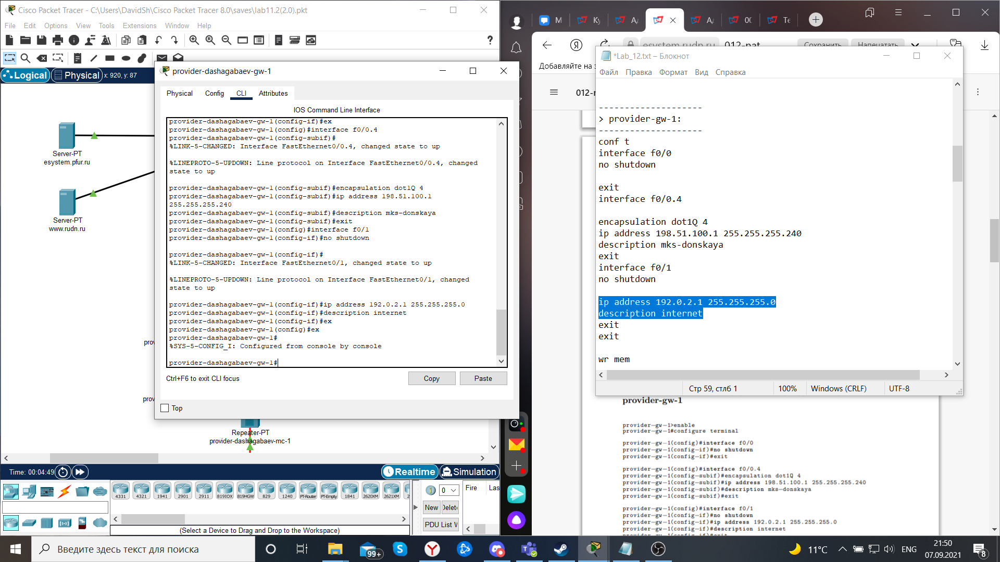 Cisco Packet Tracer - C:\Users\DavidSh\Cisco Packet Tracer 8.0\saves\lab11.2(2.0).pkt
File Edit Options View Tools Extensions Window Help
Logical Physical x: 920, y: 87
Server-PT
esystem.pfur.ru
Server-PT
www.rudn.ru
Repeater-PT
provider-dashagabaev-mc-1
provider-dashagabaev-gw-1
Physical Config CLI Attributes
IOS Command Line Interface
provider-dashagabaev-gw-1(config-if)#ex
provider-dashagabaev-gw-1(config)#interface f0/0.4
provider-dashagabaev-gw-1(config-subif)#
%LINK-5-CHANGED: Interface FastEthernet0/0.4, changed state to up
%LINEPROTO-5-UPDOWN: Line protocol on Interface FastEthernet0/0.4, changed
state to up
provider-dashagabaev-gw-1(config-subif)#encapsulation dot1Q 4
provider-dashagabaev-gw-1(config-subif)#ip address 198.51.100.1
255.255.255.240
provider-dashagabaev-gw-1(config-subif)#description mks-donskaya
provider-dashagabaev-gw-1(config-subif)#exit
provider-dashagabaev-gw-1(config)#interface f0/1
provider-dashagabaev-gw-1(config-if)#no shutdown
provider-dashagabaev-gw-1(config-if)#
%LINK-5-CHANGED: Interface FastEthernet0/1, changed state to up
%LINEPROTO-5-UPDOWN: Line protocol on Interface FastEthernet0/1, changed
state to up
provider-dashagabaev-gw-1(config-if)#ip address 192.0.2.1 255.255.255.0
provider-dashagabaev-gw-1(config-if)#description internet
provider-dashagabaev-gw-1(config-if)#ex
provider-dashagabaev-gw-1(config)#ex
provider-dashagabaev-gw-1#
%SYS-5-CONFIG_I: Configured from console by console
provider-dashagabaev-gw-1#
Ctrl+F6 to exit CLI focus
Copy Paste
Top
Time: 00:04:49
Realtime Simulation
4331 4321 1941 2901 2911 819IOX 819HGW 829 1240 PT-Router PT-Empty 1841 2620XM 2621XM
(Select a Device to Drag and Drop to the Workspace)
0
New
PDU List
Fire
012-nat
Сохранить Напечатать
Добавляйте на
*Lab_12.txt – Блокнот
Файл Правка Формат Вид Справка
--------------------
> provider-gw-1:
--------------------
conf t
interface f0/0
no shutdown
exit
interface f0/0.4
encapsulation dot1Q 4
ip address 198.51.100.1 255.255.255.240
description mks-donskaya
exit
interface f0/1
no shutdown
ip address 192.0.2.1 255.255.255.0
description internet
exit
exit
wr mem
Стр 59, стлб 1 100% Windows (CRLF) UTF-8
provider-gw-1
provider-gw-1>enable
provider-gw-1#configure terminal
provider-gw-1(config)#interface f0/0
provider-gw-1(config-if)#no shutdown
provider-gw-1(config-if)#exit
provider-gw-1(config)#interface f0/0.4
provider-gw-1(config-subif)#encapsulation dot1Q 4
provider-gw-1(config-subif)#ip address 198.51.100.1 255.255.255.240
provider-gw-1(config-subif)#description mks-donskaya
provider-gw-1(config-subif)#exit
provider-gw-1(config)#interface f0/1
provider-gw-1(config-if)#no shutdown
provider-gw-1(config-if)#ip address 192.0.2.1 255.255.255.0
provider-gw-1(config-if)#description internet
Введите здесь текст для поиска
99+
11°C
ENG
21:50
07.09.2021
8